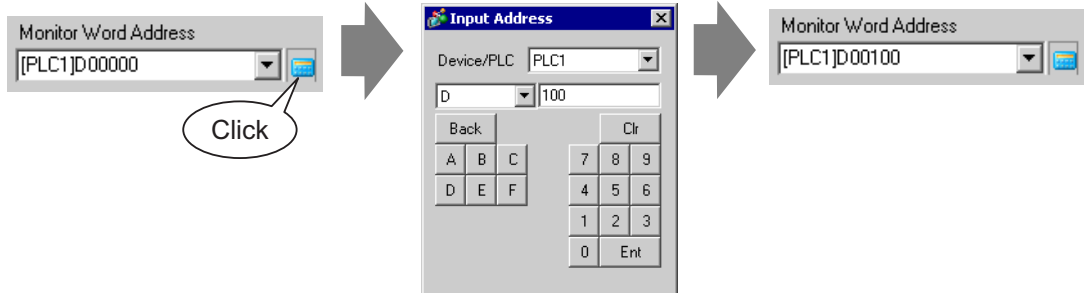 Monitor Word Address
[PLC1]D00000
Click
Input Address
Device/PLC PLC1
D 100
Back Clr
A B C 7 8 9
D E F 4 5 6
1 2 3
0 Ent
Monitor Word Address
[PLC1]D00100